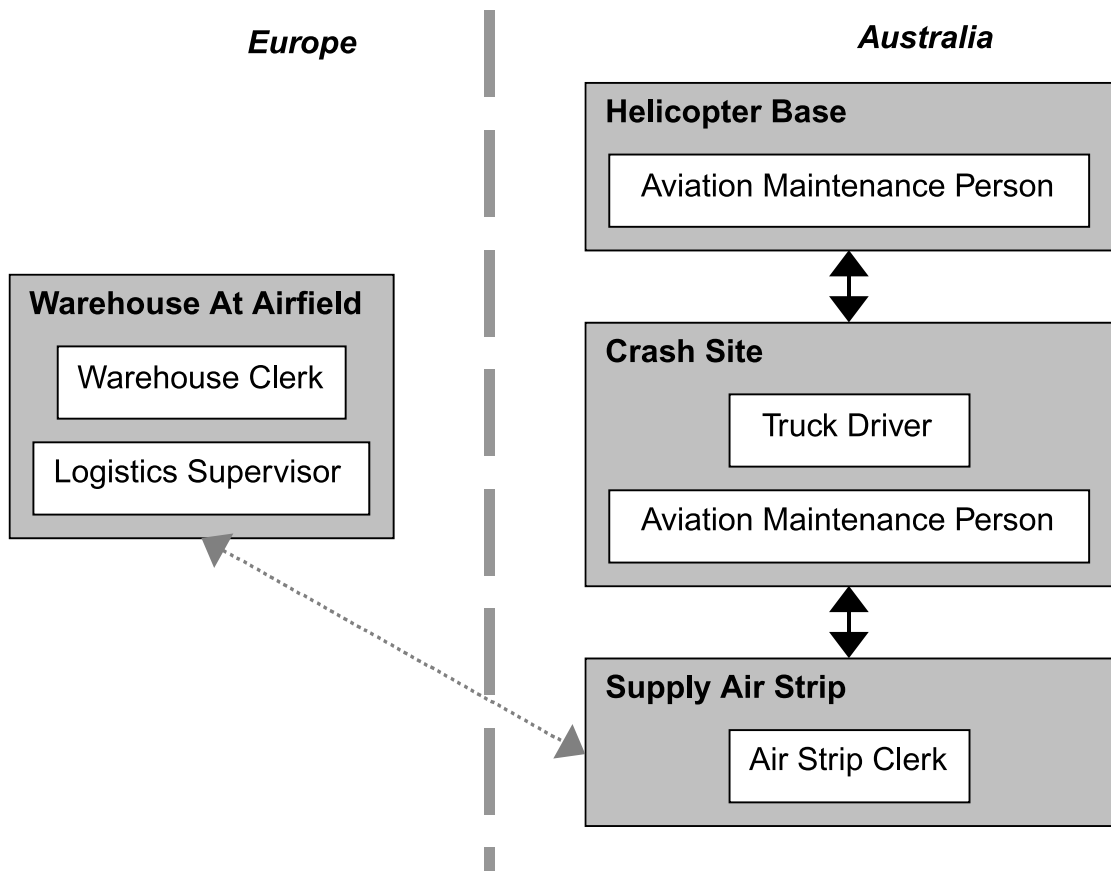 Europe
Australia
Warehouse At Airfield
Warehouse Clerk
Logistics Supervisor
Helicopter Base
Aviation Maintenance Person
Crash Site
Truck Driver
Aviation Maintenance Person
Supply Air Strip
Air Strip Clerk